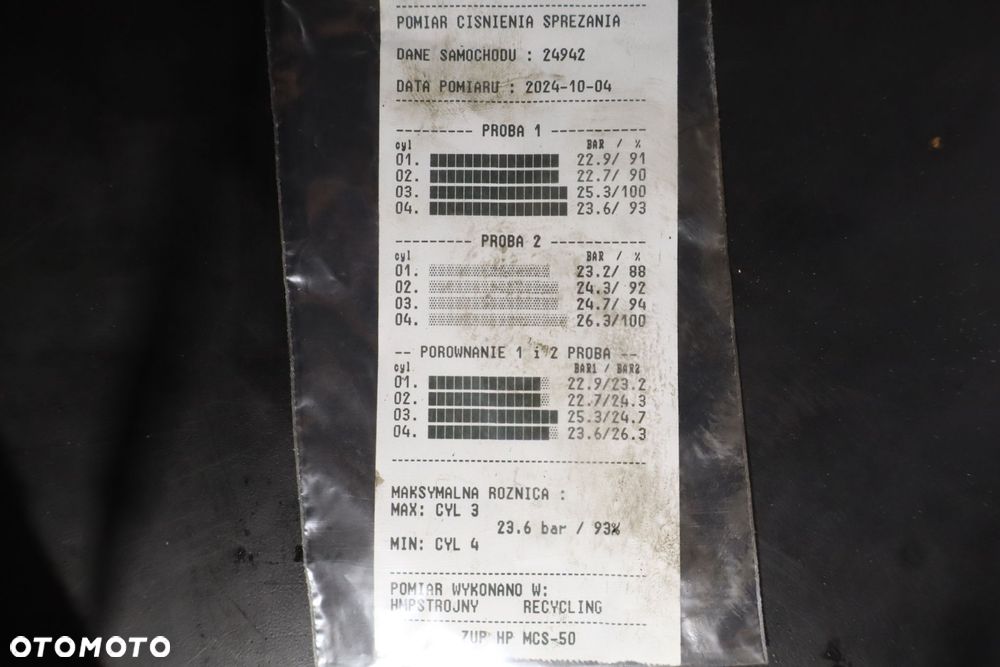 POMIAR CISNIENIA SPREZANIA
DANE SAMOCHODU : 24942
DATA POMIARU : 2024-10-04
--------- PROBA 1 -----------
cyl BAR / %
01. 22.9/ 91
02. 22.7/ 90
03. 25.3/100
04. 23.6/ 93
--------- PROBA 2 -----------
cyl BAR / %
01. 23.2/ 88
02. 24.3/ 92
03. 24.7/ 94
04. 26.3/100
-- POROWNANIE 1 i 2 PROBA --
cyl BAR1 / BAR2
01. 22.9/23.2
02. 22.7/24.3
03. 25.3/24.7
04. 23.6/26.3
MAKSYMALNA ROZNICA :
MAX: CYL 3
23.6 bar / 93%
MIN: CYL 4
POMIAR WYKONANO W:
HMPSTROJNY RECYCLING
ZUP HP MCS-50
OTOMOTO